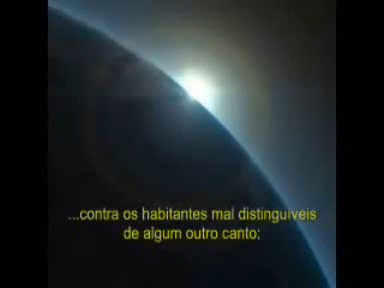 ...contra os habitantes mal distinguíveis
de algum outro canto;